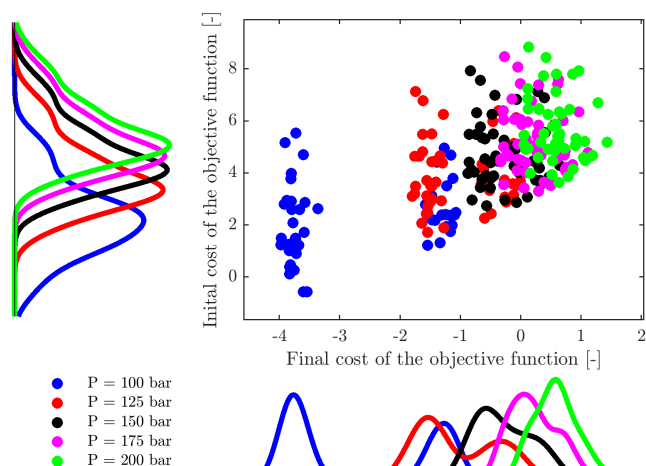 Inital cost of the objective function [-]
8
6
4
2
0
-4 -3 -2 -1 0 1 2
Final cost of the objective function [-]
P = 100 bar
P = 125 bar
P = 150 bar
P = 175 bar
P = 200 bar